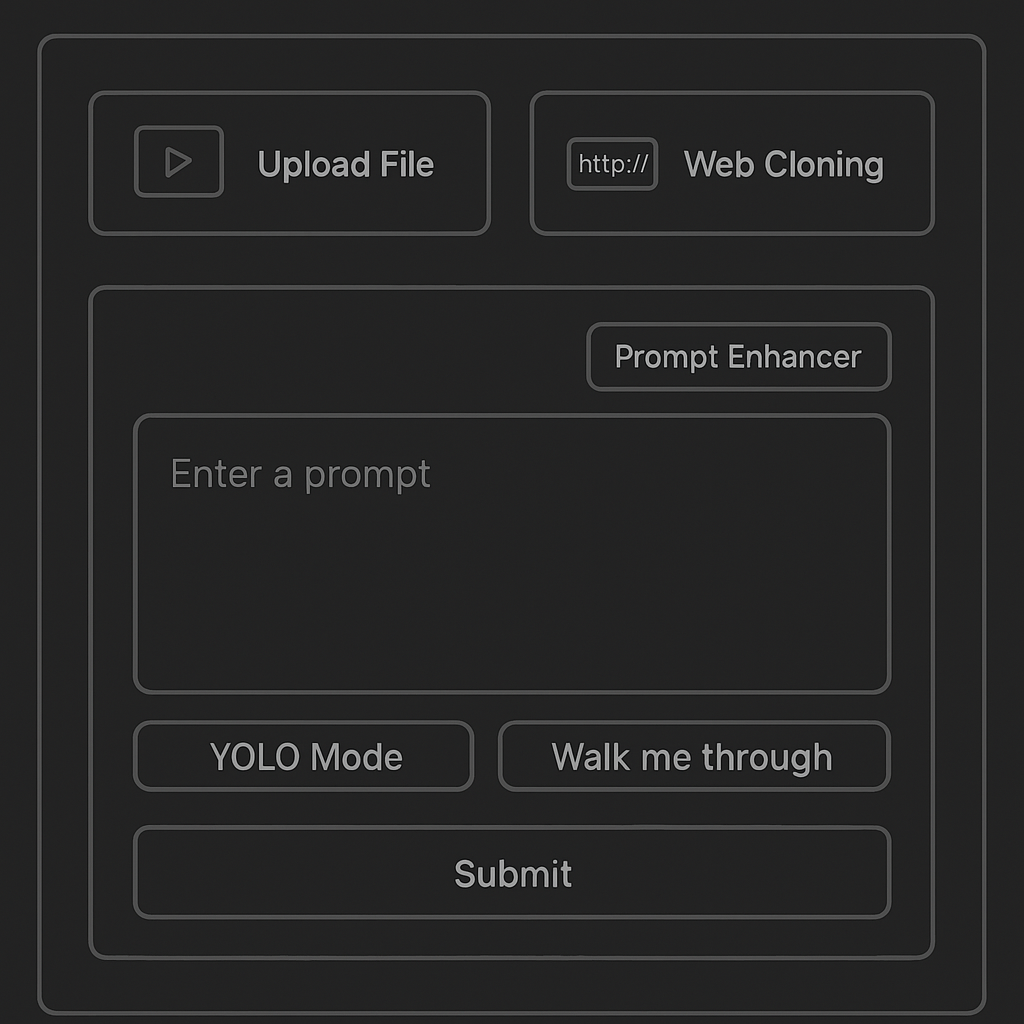 Upload File
http:// Web Cloning
Prompt Enhancer
Enter a prompt
YOLO Mode
Walk me through
Submit